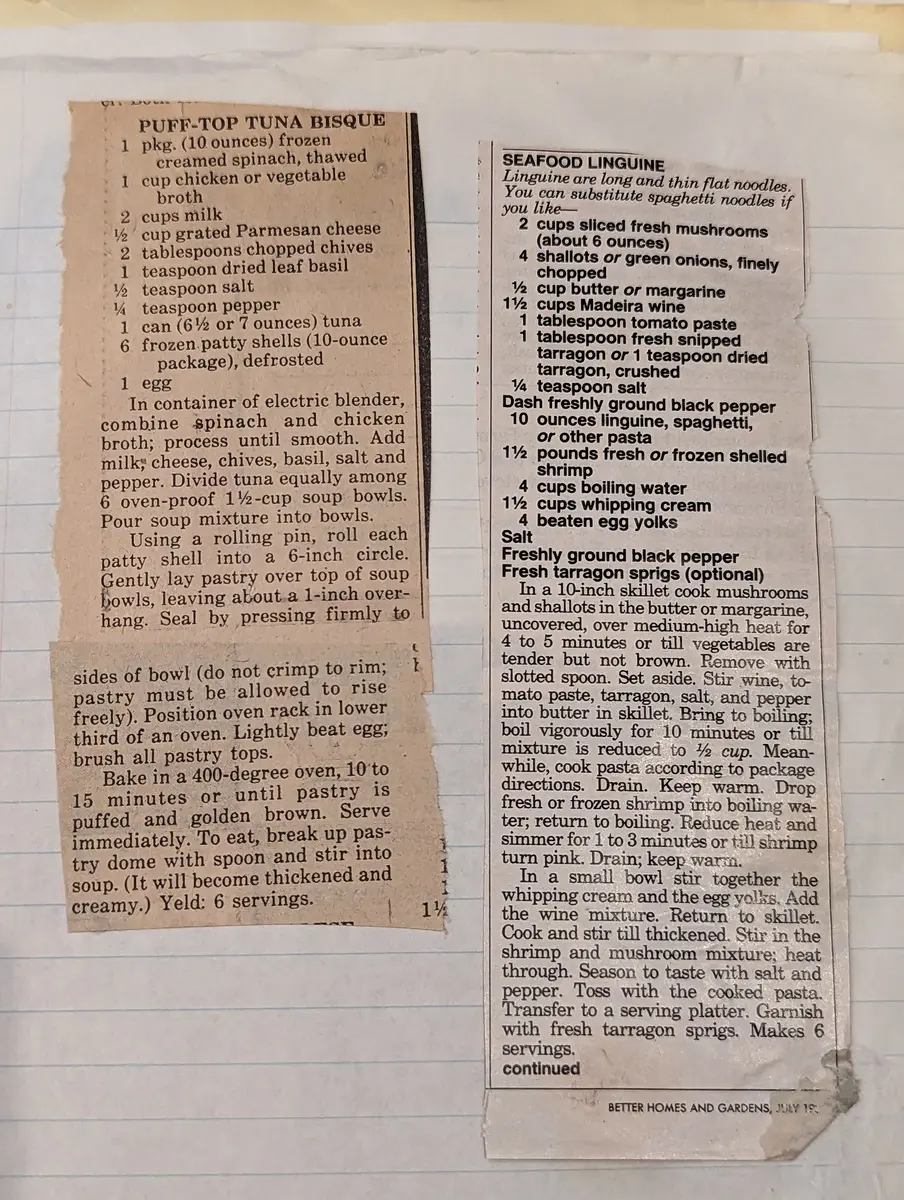 PUFF-TOP TUNA BISQUE
1 pkg. (10 ounces) frozen
creamed spinach, thawed
1 cup chicken or vegetable
broth
2 cups milk
½ cup grated Parmesan cheese
2 tablespoons chopped chives
1 teaspoon dried leaf basil
½ teaspoon salt
¼ teaspoon pepper
1 can (6½ or 7 ounces) tuna
6 frozen patty shells (10-ounce
package), defrosted
1 egg
In container of electric blender,
combine spinach and chicken
broth; process until smooth. Add
milk; cheese, chives, basil, salt and
pepper. Divide tuna equally among
6 oven-proof 1½-cup soup bowls.
Pour soup mixture into bowls.
Using a rolling pin, roll each
patty shell into a 6-inch circle.
Gently lay pastry over top of soup
bowls, leaving about a 1-inch over-
hang. Seal by pressing firmly to
sides of bowl (do not crimp to rim;
pastry must be allowed to rise
freely). Position oven rack in lower
third of an oven. Lightly beat egg;
brush all pastry tops.
Bake in a 400-degree oven, 10 to
15 minutes or until pastry is
puffed and golden brown. Serve
immediately. To eat, break up pas-
try dome with spoon and stir into
soup. (It will become thickened and
creamy.) Yeld: 6 servings.
1
1
1
1½
SEAFOOD LINGUINE
Linguine are long and thin flat noodles.
You can substitute spaghetti noodles if
you like—
2 cups sliced fresh mushrooms
(about 6 ounces)
4 shallots or green onions, finely
chopped
½ cup butter or margarine
1½ cups Madeira wine
1 tablespoon tomato paste
1 tablespoon fresh snipped
tarragon or 1 teaspoon dried
tarragon, crushed
¼ teaspoon salt
Dash freshly ground black pepper
10 ounces linguine, spaghetti,
or other pasta
1½ pounds fresh or frozen shelled
shrimp
4 cups boiling water
1½ cups whipping cream
4 beaten egg yolks
Salt
Freshly ground black pepper
Fresh tarragon sprigs (optional)
In a 10-inch skillet cook mushrooms
and shallots in the butter or margarine,
uncovered, over medium-high heat for
4 to 5 minutes or till vegetables are
tender but not brown. Remove with
slotted spoon. Set aside. Stir wine, to-
mato paste, tarragon, salt, and pepper
into butter in skillet. Bring to boiling;
boil vigorously for 10 minutes or till
mixture is reduced to ½ cup. Mean-
while, cook pasta according to package
directions. Drain. Keep warm. Drop
fresh or frozen shrimp into boiling wa-
ter; return to boiling. Reduce heat and
simmer for 1 to 3 minutes or till shrimp
turn pink. Drain; keep warm.
In a small bowl stir together the
whipping cream and the egg yolks. Add
the wine mixture. Return to skillet.
Cook and stir till thickened. Stir in the
shrimp and mushroom mixture; heat
through. Season to taste with salt and
pepper. Toss with the cooked pasta.
Transfer to a serving platter. Garnish
with fresh tarragon sprigs. Makes 6
servings.
continued
BETTER HOMES AND GARDENS, JULY